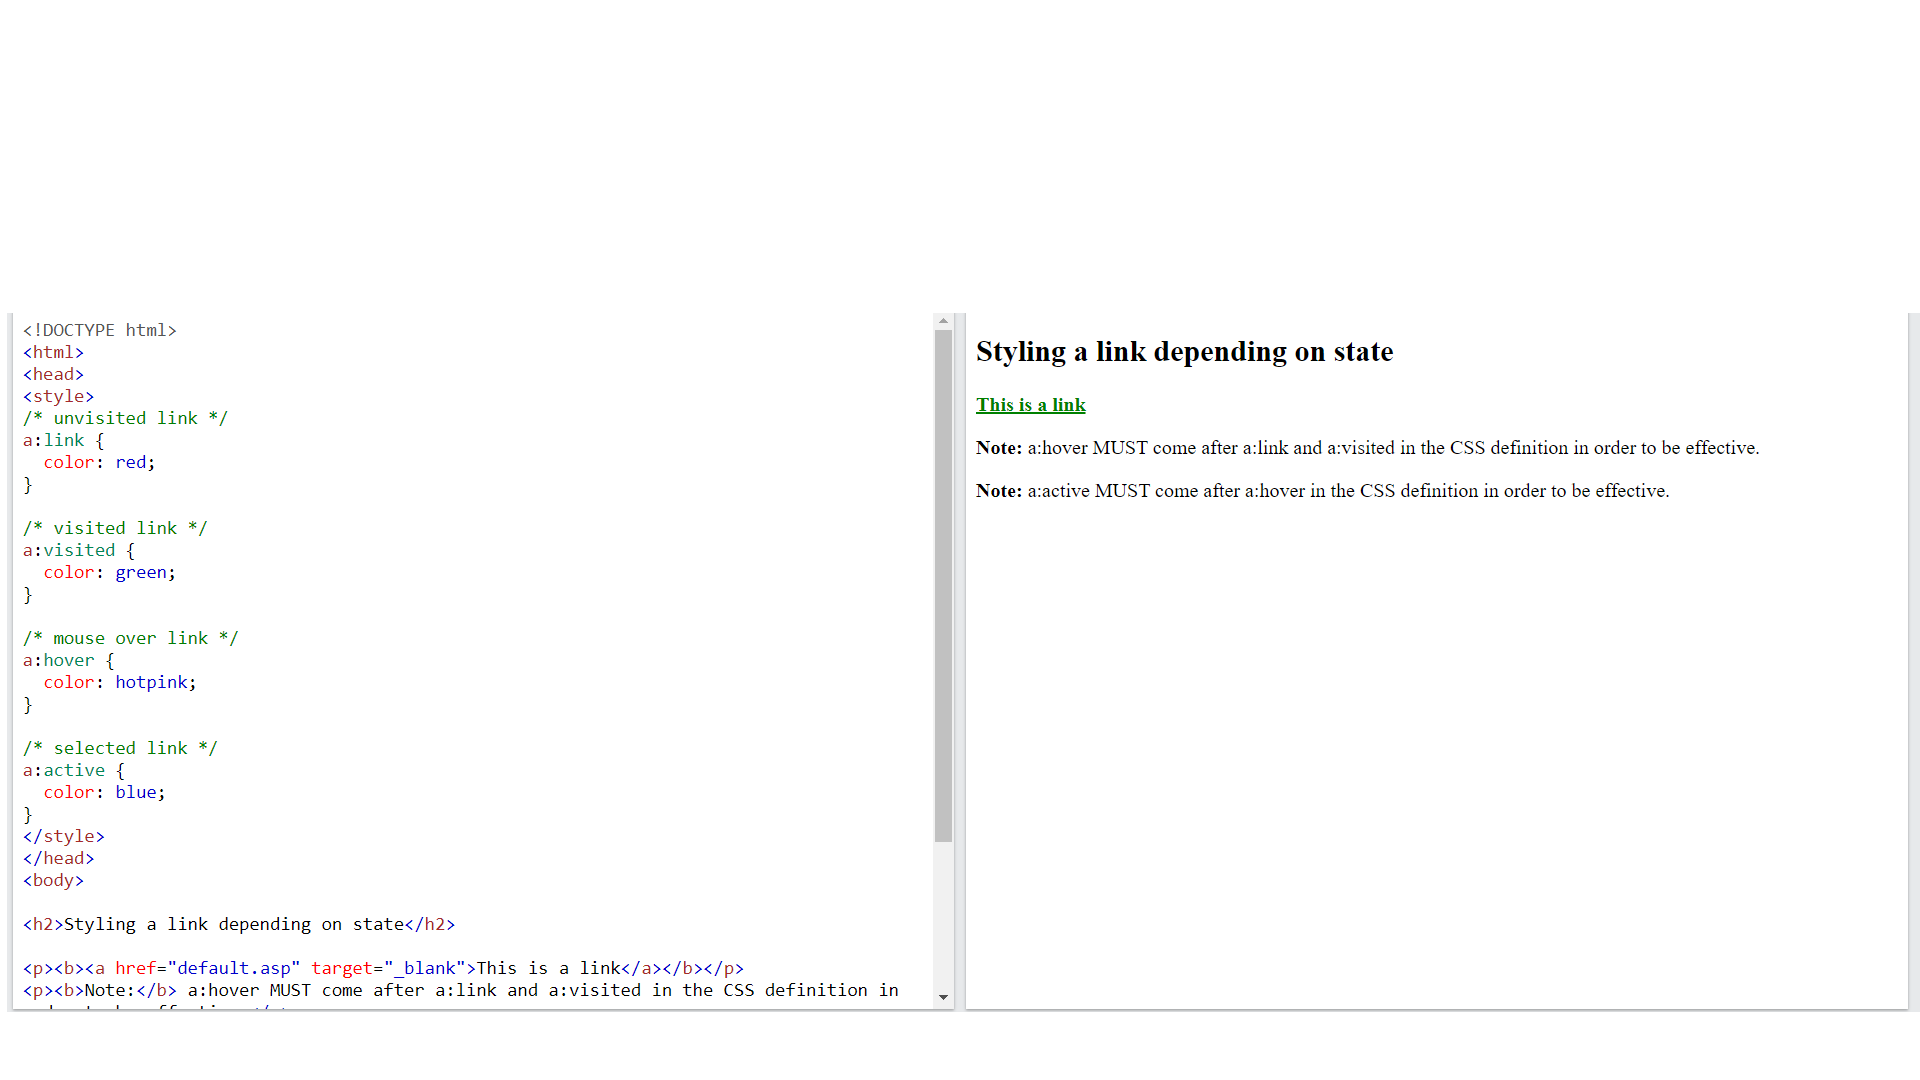 <!DOCTYPE html>
<html>
<head>
<style>
/* unvisited link */
a:link {
  color: red;
}
/* visited link */
a:visited {
  color: green;
}
/* mouse over link */
a:hover {
  color: hotpink;
}
/* selected link */
a:active {
  color: blue;
}
</style>
</head>
<body>
<h2>Styling a link depending on state</h2>
<p><b><a href="default.asp" target="_blank">This is a link</a></b></p>
<p><b>Note:</b> a:hover MUST come after a:link and a:visited in the CSS definition in
Styling a link depending on state
This is a link
Note: a:hover MUST come after a:link and a:visited in the CSS definition in order to be effective.
Note: a:active MUST come after a:hover in the CSS definition in order to be effective.